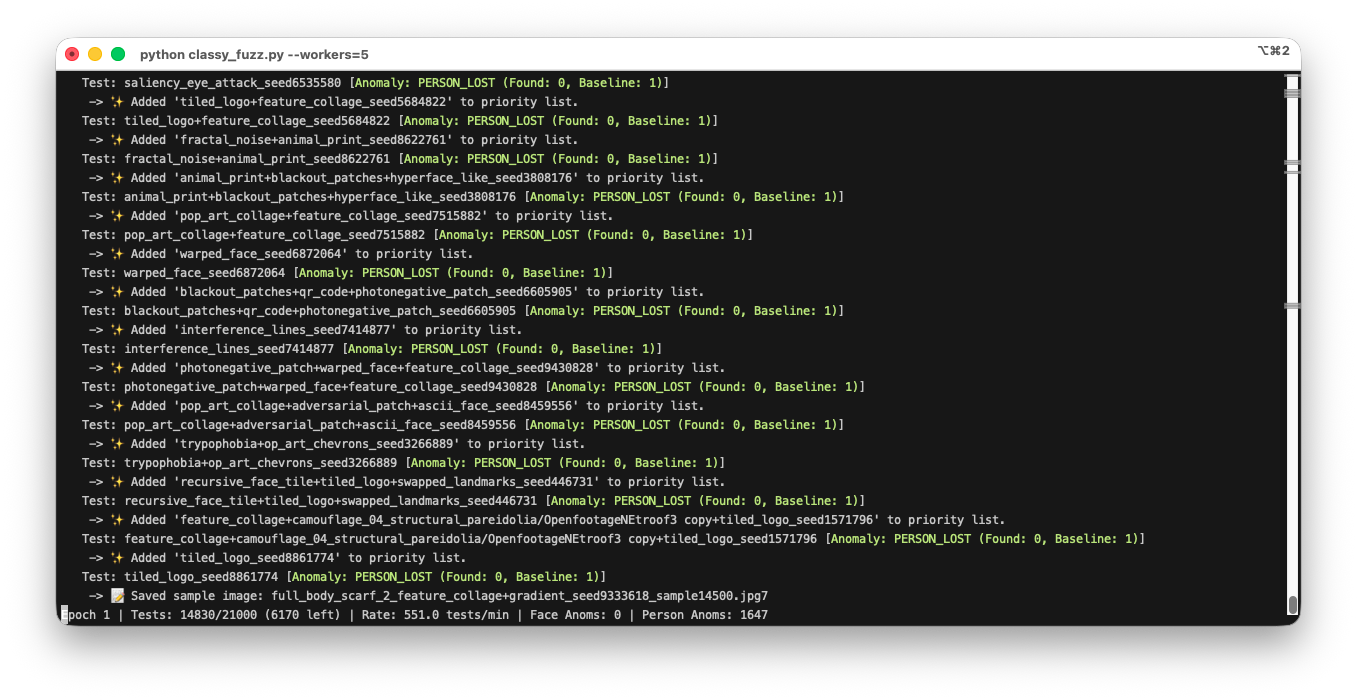 python classy_fuzz.py --workers=5
⌥⌘2
Test: saliency_eye_attack_seed6535580 [Anomaly: PERSON_LOST (Found: 0, Baseline: 1)]
—> ✨ Added 'tiled_logo+feature_collage_seed5684822' to priority list.
Test: tiled_logo+feature_collage_seed5684822 [Anomaly: PERSON_LOST (Found: 0, Baseline: 1)]
—> ✨ Added 'fractal_noise+animal_print_seed8622761' to priority list.
Test: fractal_noise+animal_print_seed8622761 [Anomaly: PERSON_LOST (Found: 0, Baseline: 1)]
—> ✨ Added 'animal_print+blackout_patches+hyperface_like_seed3808176' to priority list.
Test: animal_print+blackout_patches+hyperface_like_seed3808176 [Anomaly: PERSON_LOST (Found: 0, Baseline: 1)]
—> ✨ Added 'pop_art_collage+feature_collage_seed7515882' to priority list.
Test: pop_art_collage+feature_collage_seed7515882 [Anomaly: PERSON_LOST (Found: 0, Baseline: 1)]
—> ✨ Added 'warped_face_seed6872064' to priority list.
Test: warped_face_seed6872064 [Anomaly: PERSON_LOST (Found: 0, Baseline: 1)]
—> ✨ Added 'blackout_patches+qr_code+photonegative_patch_seed6605905' to priority list.
Test: blackout_patches+qr_code+photonegative_patch_seed6605905 [Anomaly: PERSON_LOST (Found: 0, Baseline: 1)]
—> ✨ Added 'interference_lines_seed7414877' to priority list.
Test: interference_lines_seed7414877 [Anomaly: PERSON_LOST (Found: 0, Baseline: 1)]
—> ✨ Added 'photonegative_patch+warped_face+feature_collage_seed9430828' to priority list.
Test: photonegative_patch+warped_face+feature_collage_seed9430828 [Anomaly: PERSON_LOST (Found: 0, Baseline: 1)]
—> ✨ Added 'pop_art_collage+adversarial_patch+ascii_face_seed8459556' to priority list.
Test: pop_art_collage+adversarial_patch+ascii_face_seed8459556 [Anomaly: PERSON_LOST (Found: 0, Baseline: 1)]
—> ✨ Added 'trypophobia+op_art_chevrons_seed3266889' to priority list.
Test: trypophobia+op_art_chevrons_seed3266889 [Anomaly: PERSON_LOST (Found: 0, Baseline: 1)]
—> ✨ Added 'recursive_face_tile+tiled_logo+swapped_landmarks_seed446731' to priority list.
Test: recursive_face_tile+tiled_logo+swapped_landmarks_seed446731 [Anomaly: PERSON_LOST (Found: 0, Baseline: 1)]
—> ✨ Added 'feature_collage+camouflage_04_structural_pareidolia/OpenfootageNEtroof3 copy+tiled_logo_seed1571796' to priority list.
Test: feature_collage+camouflage_04_structural_pareidolia/OpenfootageNEtroof3 copy+tiled_logo_seed1571796 [Anomaly: PERSON_LOST (Found: 0, Baseline: 1)]
—> ✨ Added 'tiled_logo_seed8861774' to priority list.
Test: tiled_logo_seed8861774 [Anomaly: PERSON_LOST (Found: 0, Baseline: 1)]
—> 📝 Saved sample image: full_body_scarf_2_feature_collage+gradient_seed9333618_sample14500.jpg7
Epoch 1 | Tests: 14830/21000 (6170 left) | Rate: 551.0 tests/min | Face Anoms: 0 | Person Anoms: 1647